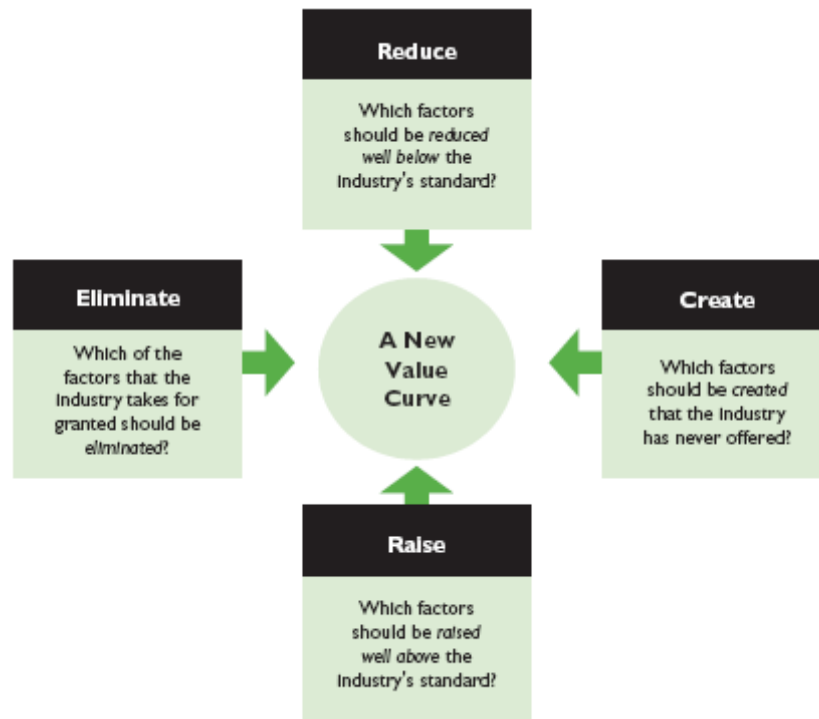 Reduce
Which factors
should be reduced
well below the
industry's standard?
Eliminate
Which of the
factors that the
industry takes for
granted should be
eliminated?
A New
Value
Curve
Create
Which factors
should be created
that the industry
has never offered?
Raise
Which factors
should be raised
well above the
industry's standard?